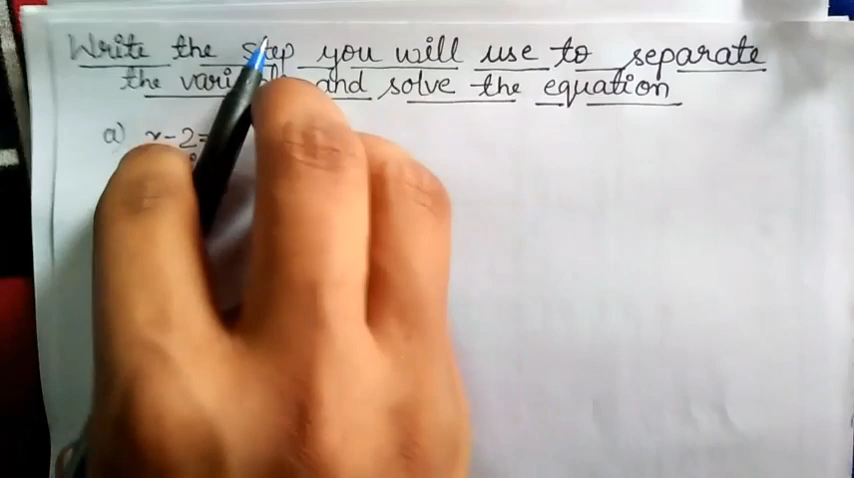 Write the step you will use to separate
the and solve the equation
a) x-2=